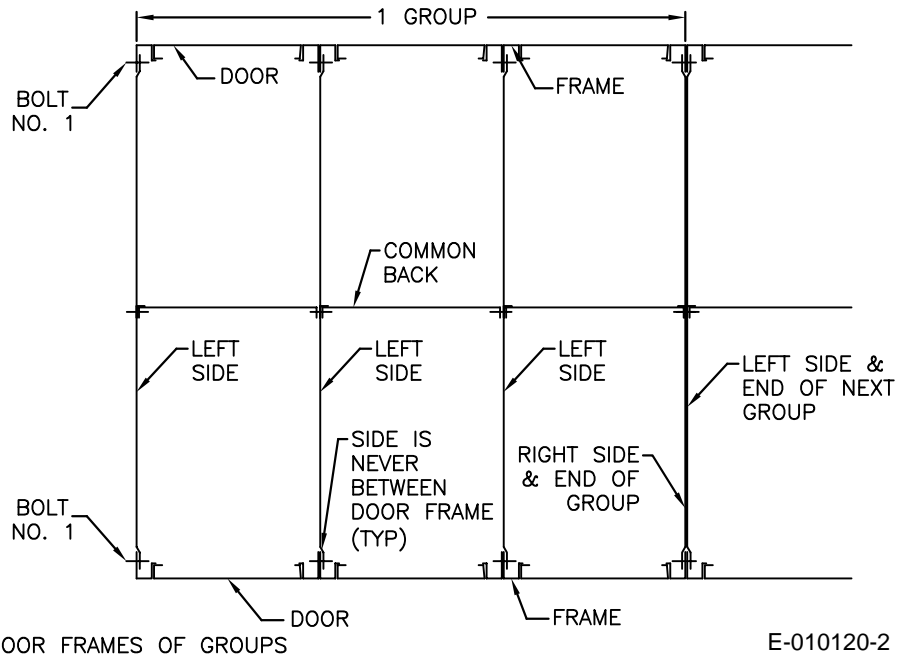 1 GROUP
DOOR
FRAME
BOLT
NO. 1
COMMON
BACK
LEFT
SIDE
LEFT
SIDE
LEFT
SIDE
LEFT SIDE &
END OF NEXT
GROUP
SIDE IS
NEVER
BETWEEN
DOOR FRAME
(TYP)
RIGHT SIDE
& END OF
GROUP
BOLT
NO. 1
DOOR
FRAME
OOR FRAMES OF GROUPS
E-010120-2